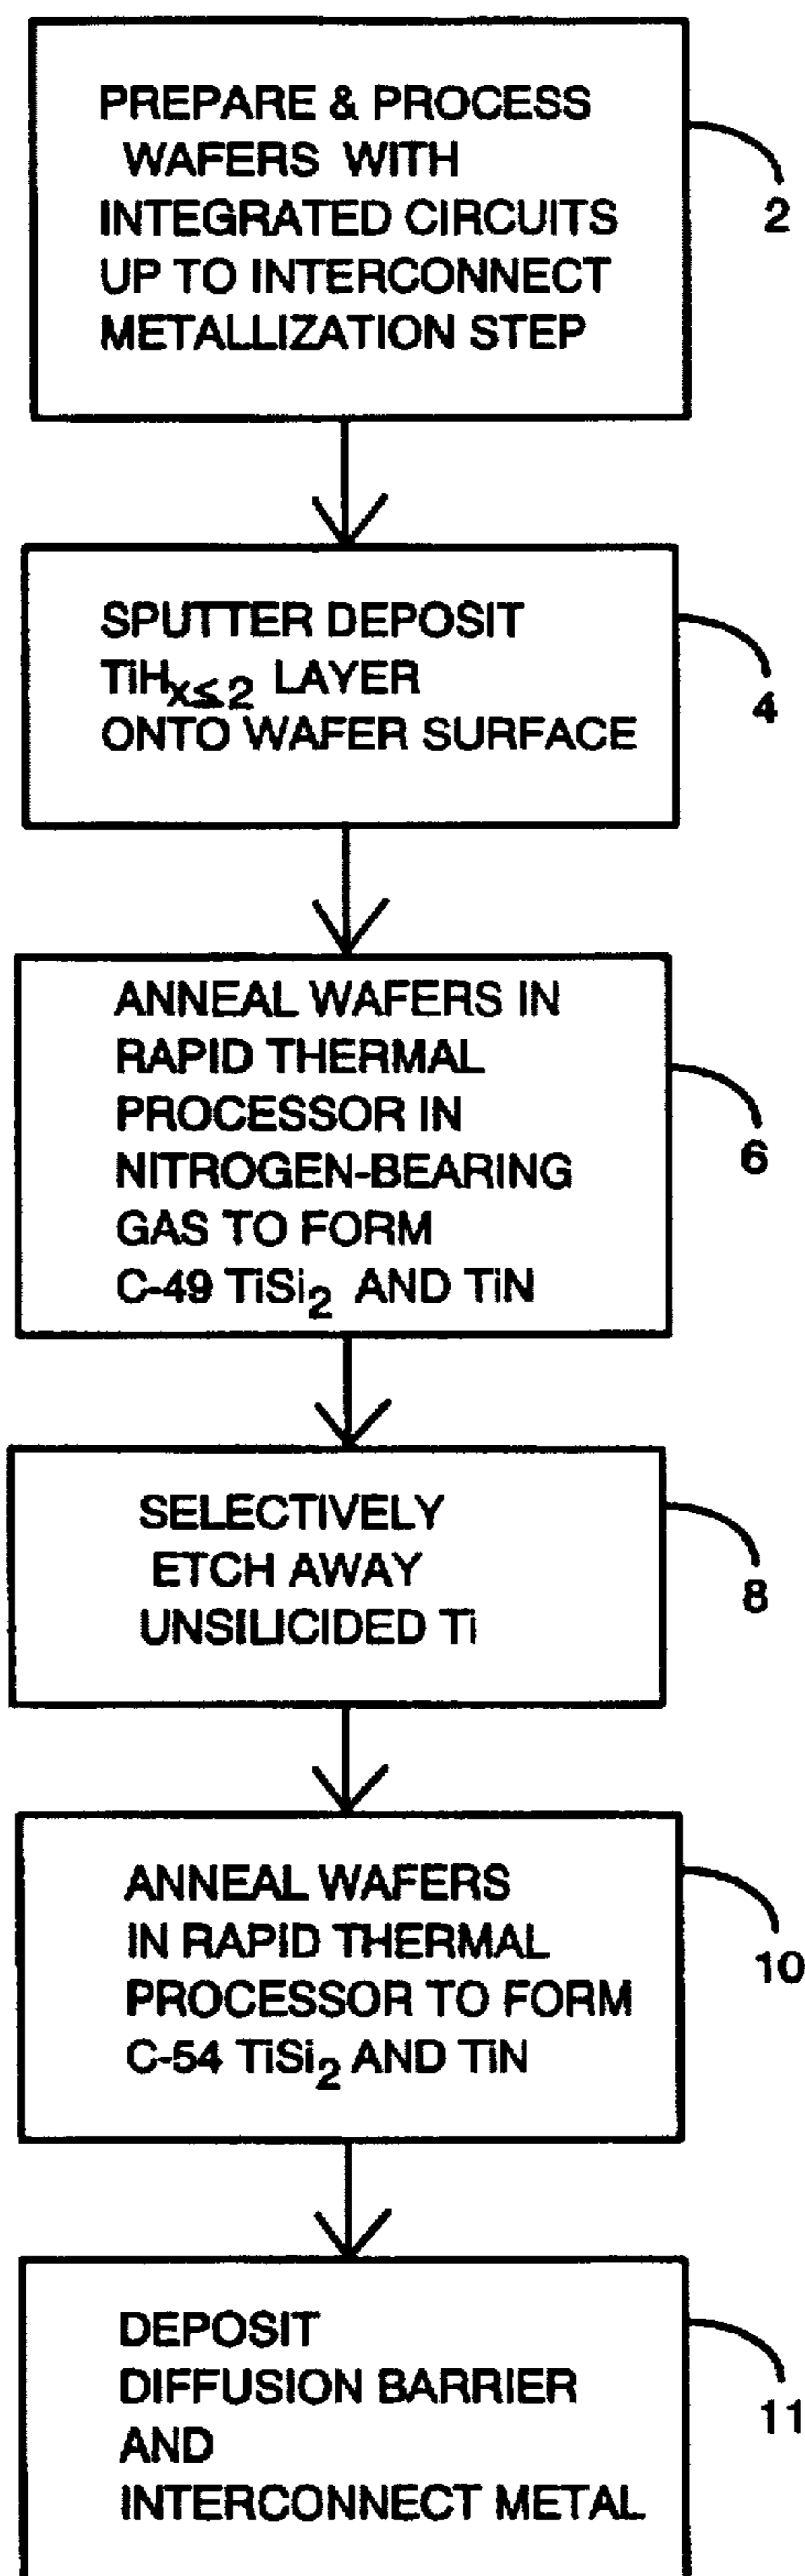 PREPARE & PROCESS
WAFERS WITH
INTEGRATED CIRCUITS
UP TO INTERCONNECT
METALLIZATION STEP
2
SPUTTER DEPOSIT
TiHx≤2 LAYER
ONTO WAFER SURFACE
4
ANNEAL WAFERS IN
RAPID THERMAL
PROCESSOR IN
NITROGEN-BEARING
GAS TO FORM
C-49 TiSi2 AND TiN
6
SELECTIVELY
ETCH AWAY
UNSILICIDED Ti
8
ANNEAL WAFERS
IN RAPID THERMAL
PROCESSOR TO FORM
C-54 TiSi2 AND TiN
10
DEPOSIT
DIFFUSION BARRIER
AND
INTERCONNECT METAL
11